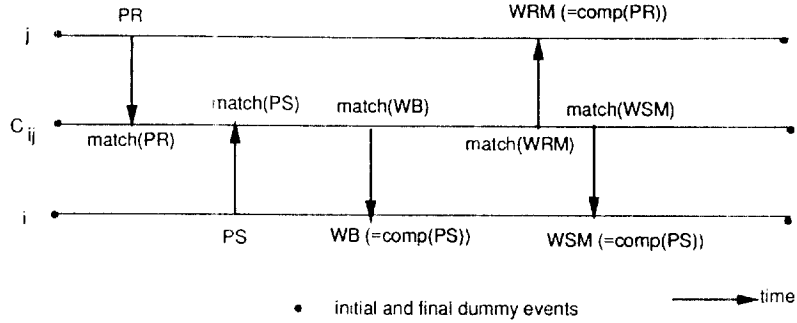 PR
WRM (=comp(PR))
j
match(PS)
match(WB)
match(WSM)
C ij
match(PR)
match(WRM)
i
PS
WB (=comp(PS))
WSM (=comp(PS))
time
initial and final dummy events